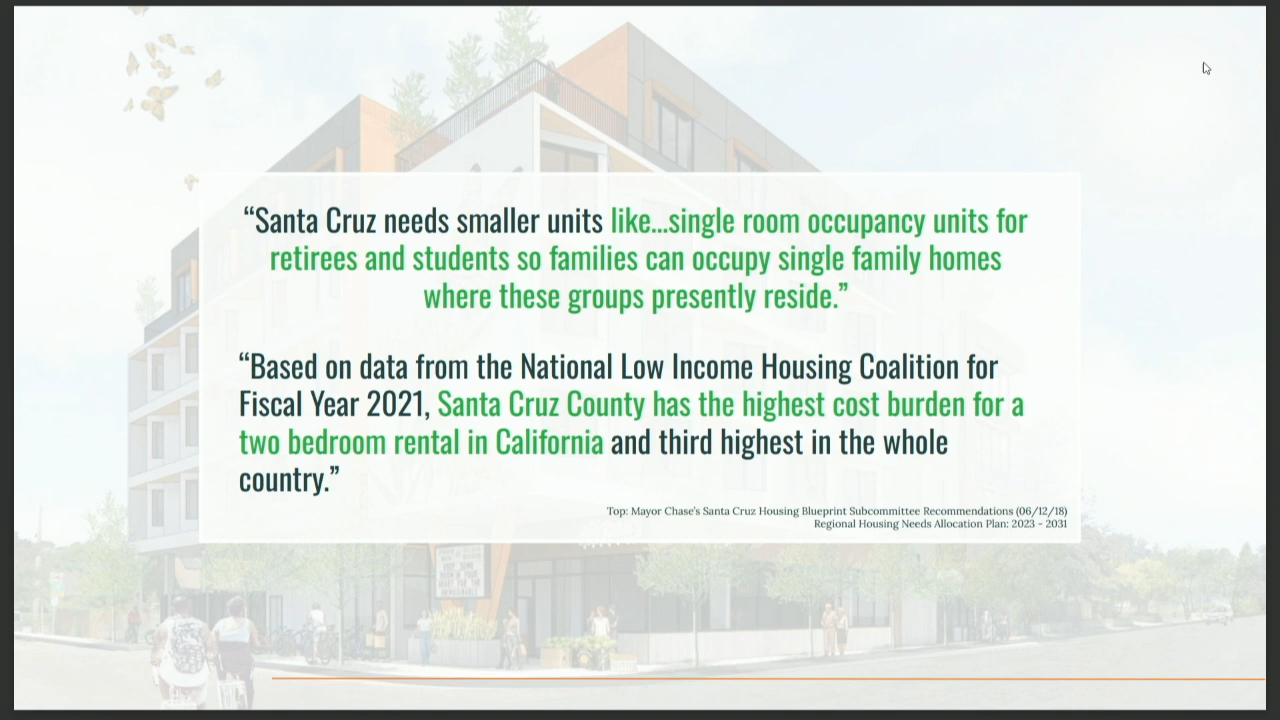 “Santa Cruz needs smaller units like...single room occupancy units for
retirees and students so families can occupy single family homes
where these groups presently reside.”
“Based on data from the National Low Income Housing Coalition for
Fiscal Year 2021, Santa Cruz County has the highest cost burden for a
two bedroom rental in California and third highest in the whole
country.”
Top: Mayor Chase’s Santa Cruz Housing Blueprint Subcommittee Recommendations (06/12/18)
Regional Housing Needs Allocation Plan: 2023 - 2031